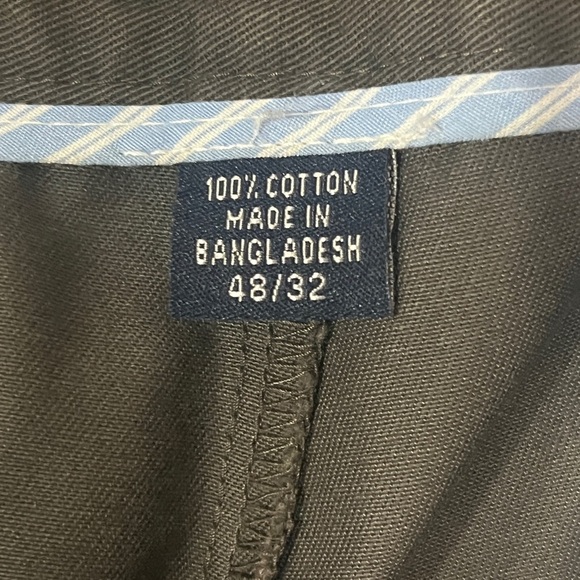 100% COTTON
MADE IN
BANGLADESH
48/32